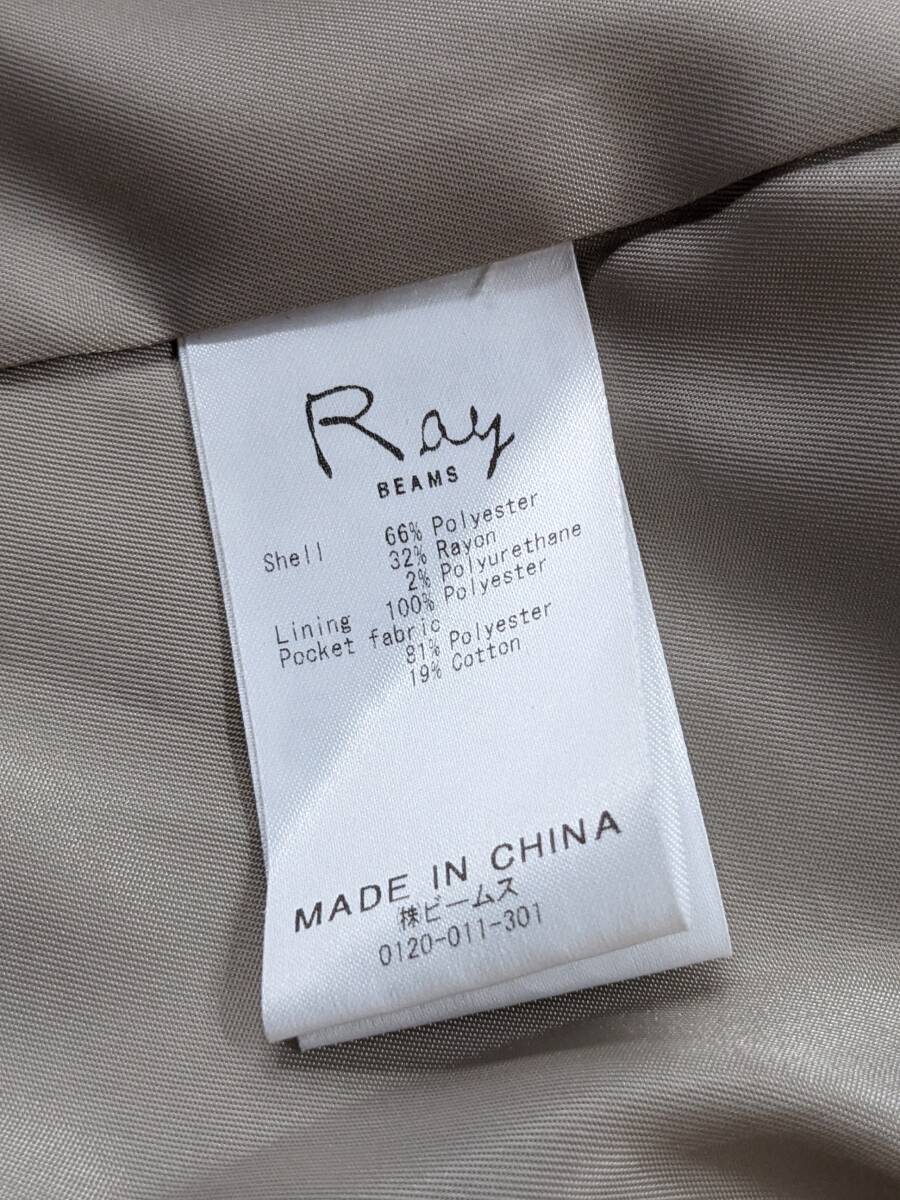 Ray
BEAMS
Shell 66% Polyester
32% Rayon
2% Polyurethane
Lining 100% Polyester
Pocket fabric
81% Polyester
19% Cotton
MADE IN CHINA
㈱ビームス
0120-011-301